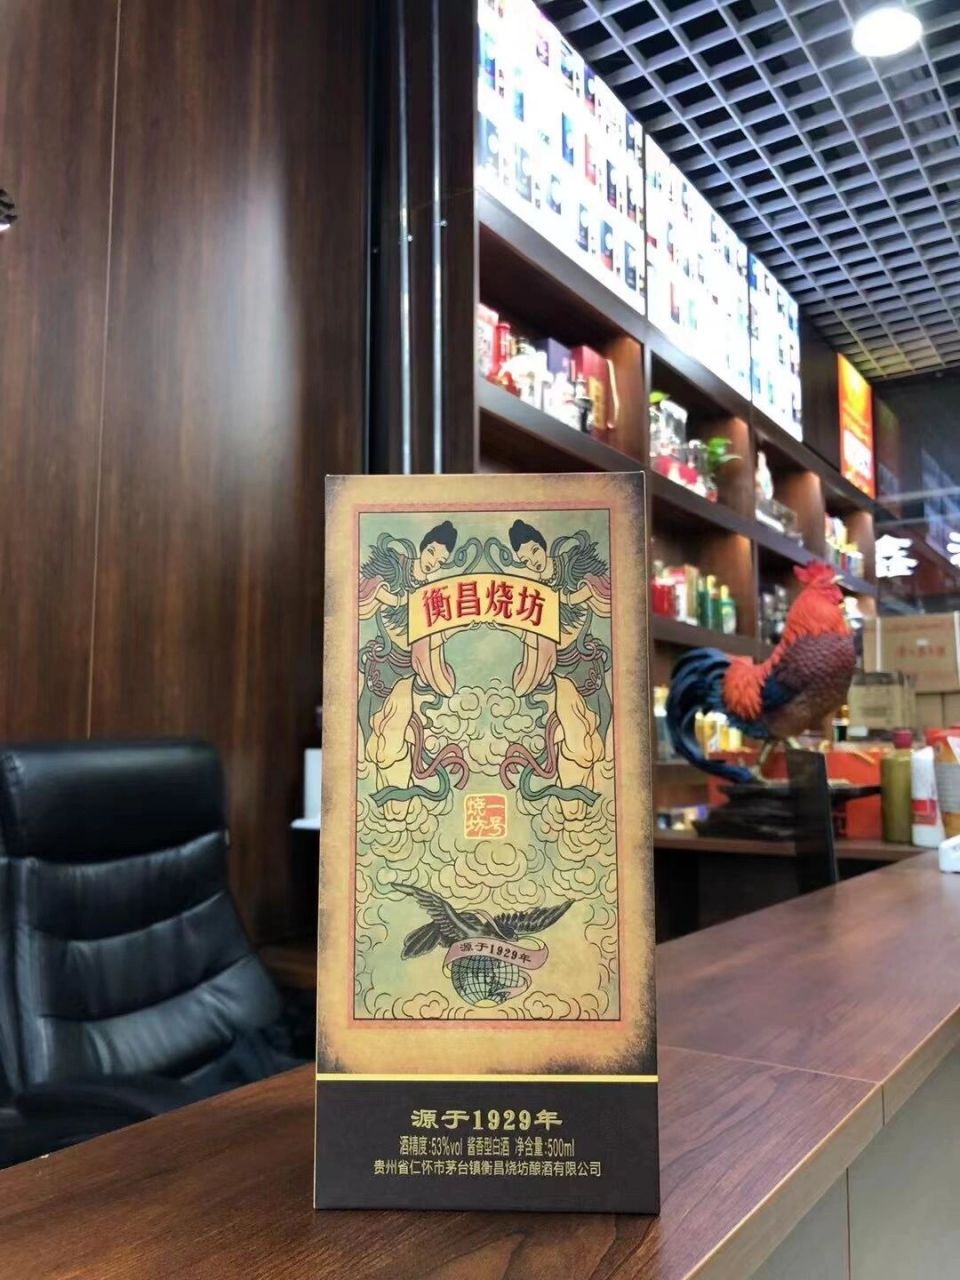 鑫
衡昌烧坊
一号
烧坊
源于1929年
源于1929年
酒精度:53%vol 酱香型白酒 净含量:500ml
贵州省仁怀市茅台镇衡昌烧坊酿酒有限公司